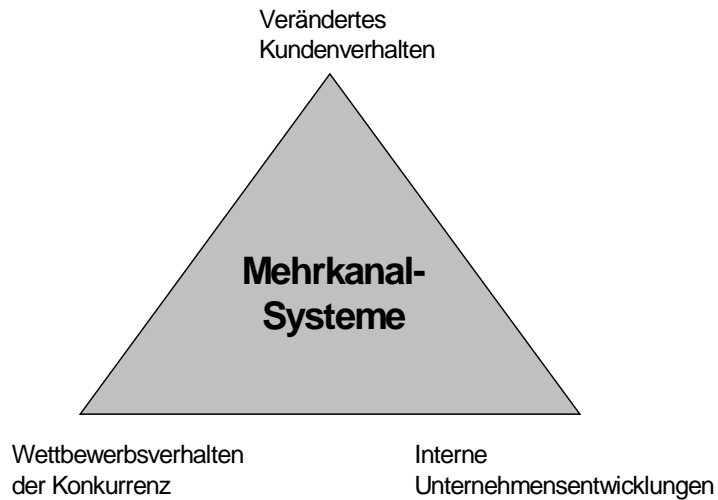 Verändertes
Kundenverhalten
Mehrkanal-
Systeme
Wettbewerbsverhalten
der Konkurrenz
Interne
Unternehmensentwicklungen